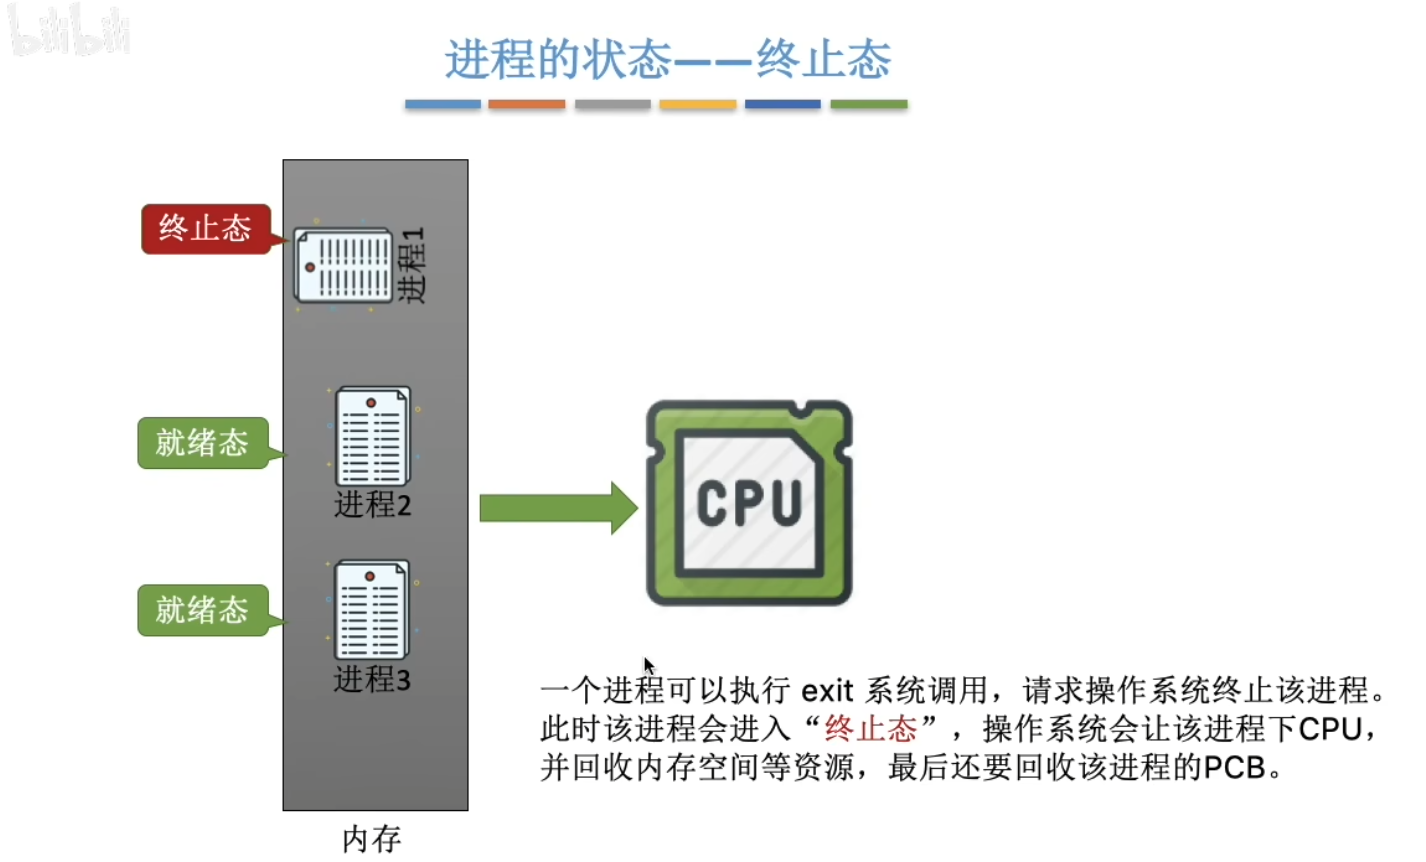 bilibili
进程的状态——终止态
终止态
进程1
就绪态
进程2
CPU
就绪态
进程3
一个进程可以执行 exit 系统调用，请求操作系统终止该进程。
此时该进程会进入“终止态”，操作系统会让该进程下CPU，
并回收内存空间等资源，最后还要回收该进程的PCB。
内存